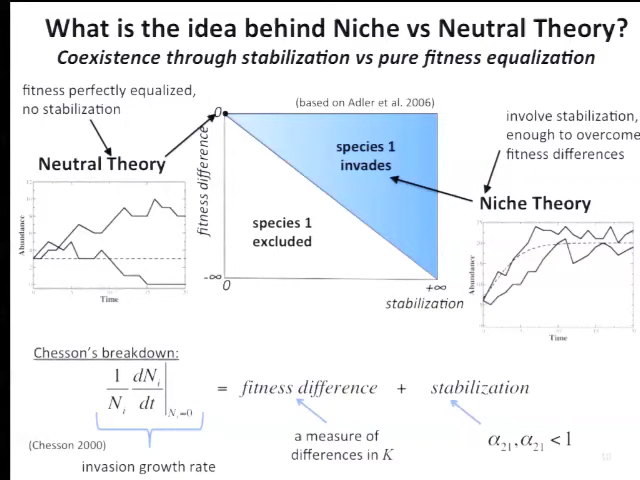 What is the idea behind Niche vs Neutral Theory?
Coexistence through stabilization vs pure fitness equalization
fitness perfectly equalized,
no stabilization
Neutral Theory
Abundance
Time
(based on Adler et al. 2006)
0
fitness difference
-∞
species 1
invades
species 1
excluded
0
+∞
stabilization
involve stabilization,
enough to overcome
fitness differences
Niche Theory
Abundance
Time
Chesson's breakdown:
1/N_i dN_i/dt |_{N_i=0} = fitness difference + stabilization
(Chesson 2000)
invasion growth rate
a measure of
differences in K
α₂₁, α₂₁ < 1
10